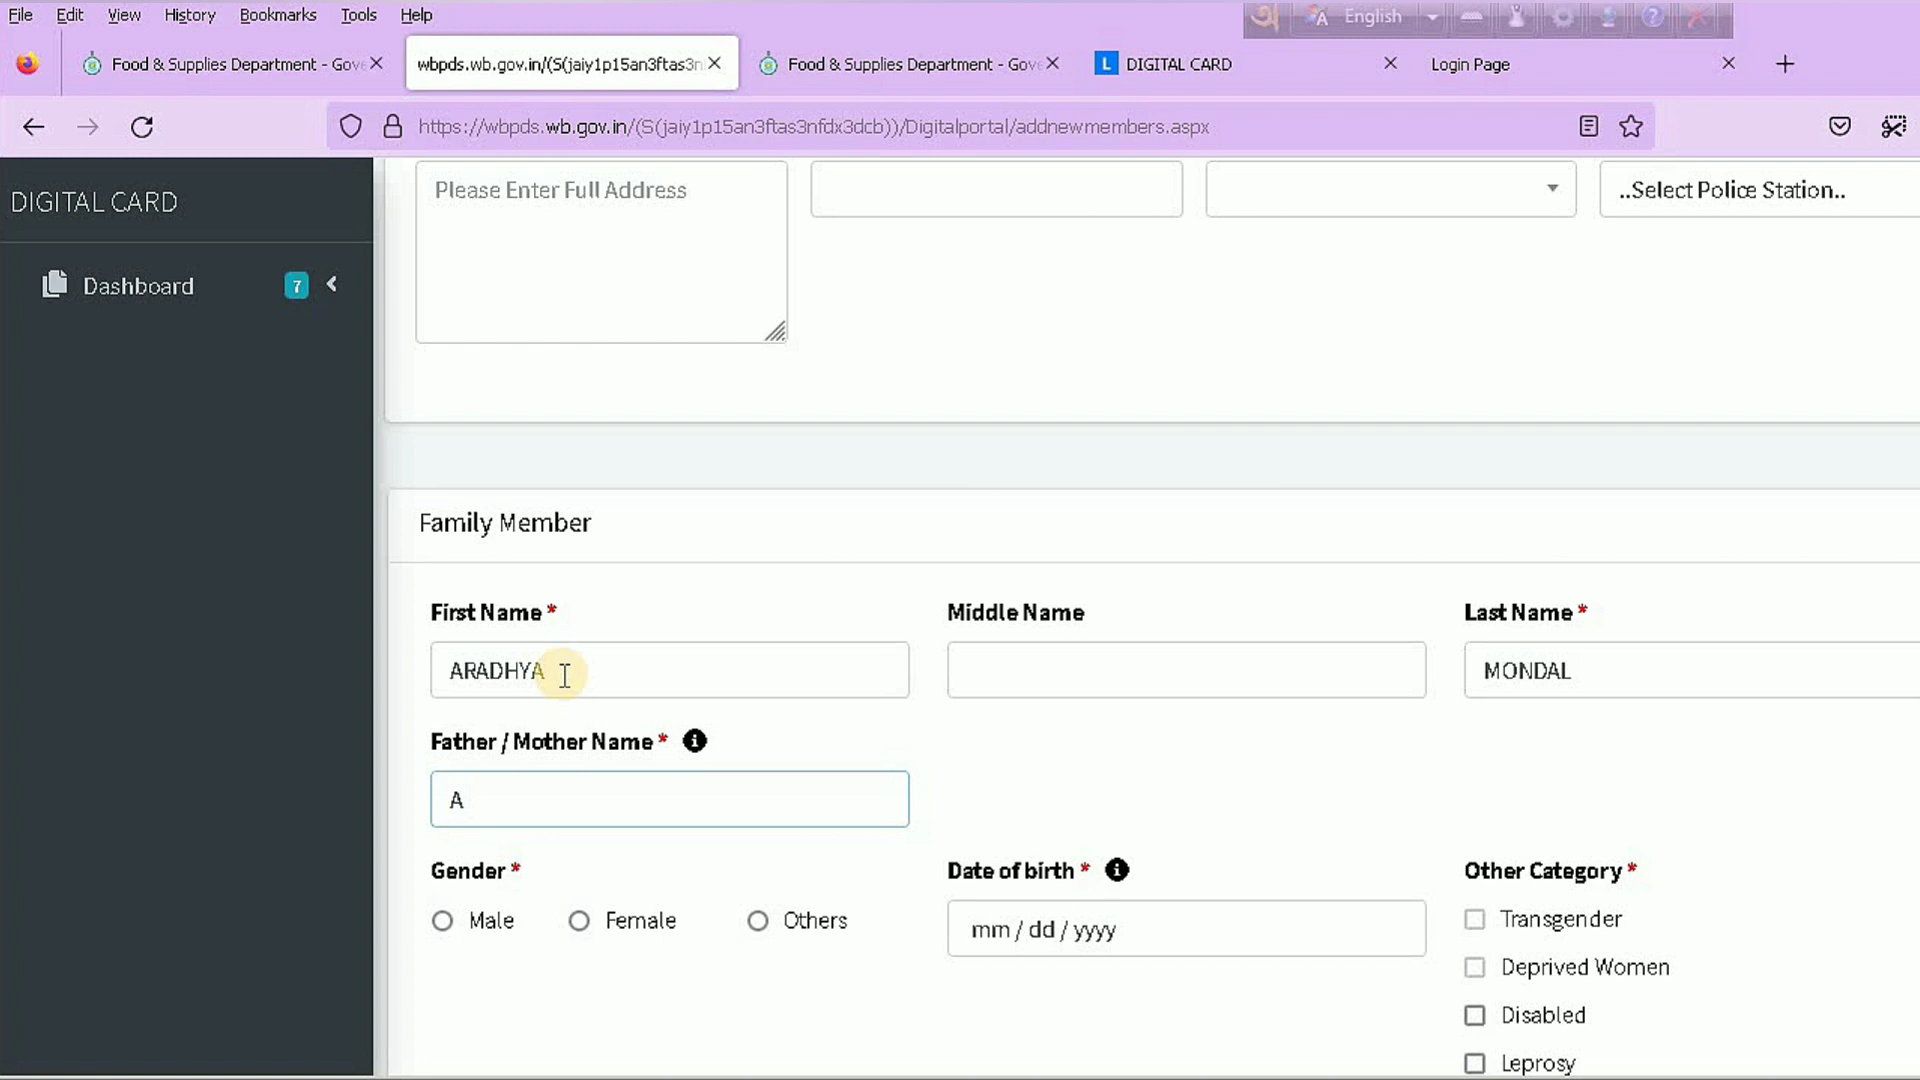 File Edit View History Bookmarks Tools Help
English
Food & Supplies Department - Gove
wbpds.wb.gov.in/(S(jaiy1p15an3ftas3n
Food & Supplies Department - Gove
L DIGITAL CARD
Login Page
https://wbpds.wb.gov.in/(S(jaiy1p15an3ftas3nfdx3dcb))/Digitalportal/addnewmembers.aspx
DIGITAL CARD
Dashboard 7
Please Enter Full Address
..Select Police Station..
Family Member
First Name * Middle Name Last Name *
ARADHYA MONDAL
Father / Mother Name *
A
Gender * Date of birth * Other Category *
Male Female Others
mm / dd / yyyy
Transgender
Deprived Women
Disabled
Leprosy